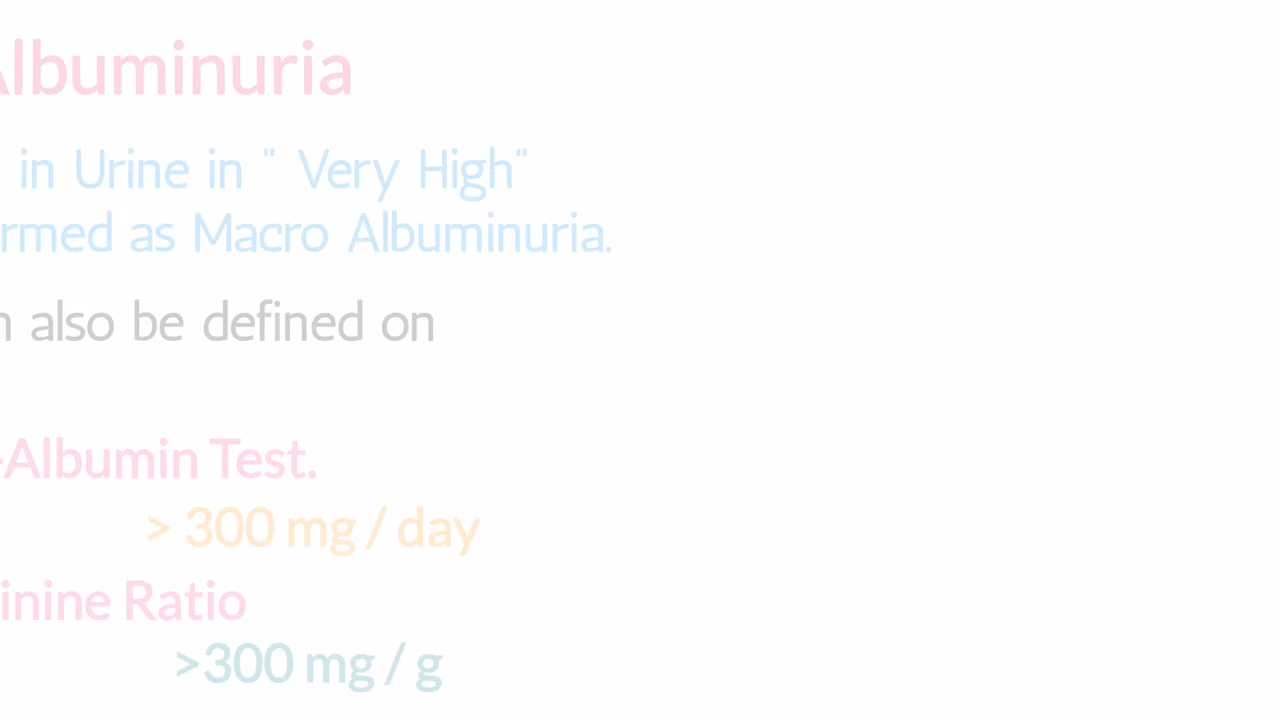 Albuminuria
in Urine in " Very High"
rmed as Macro Albuminuria.
also be defined on
-Albumin Test.
> 300 mg / day
inine Ratio
>300 mg / g